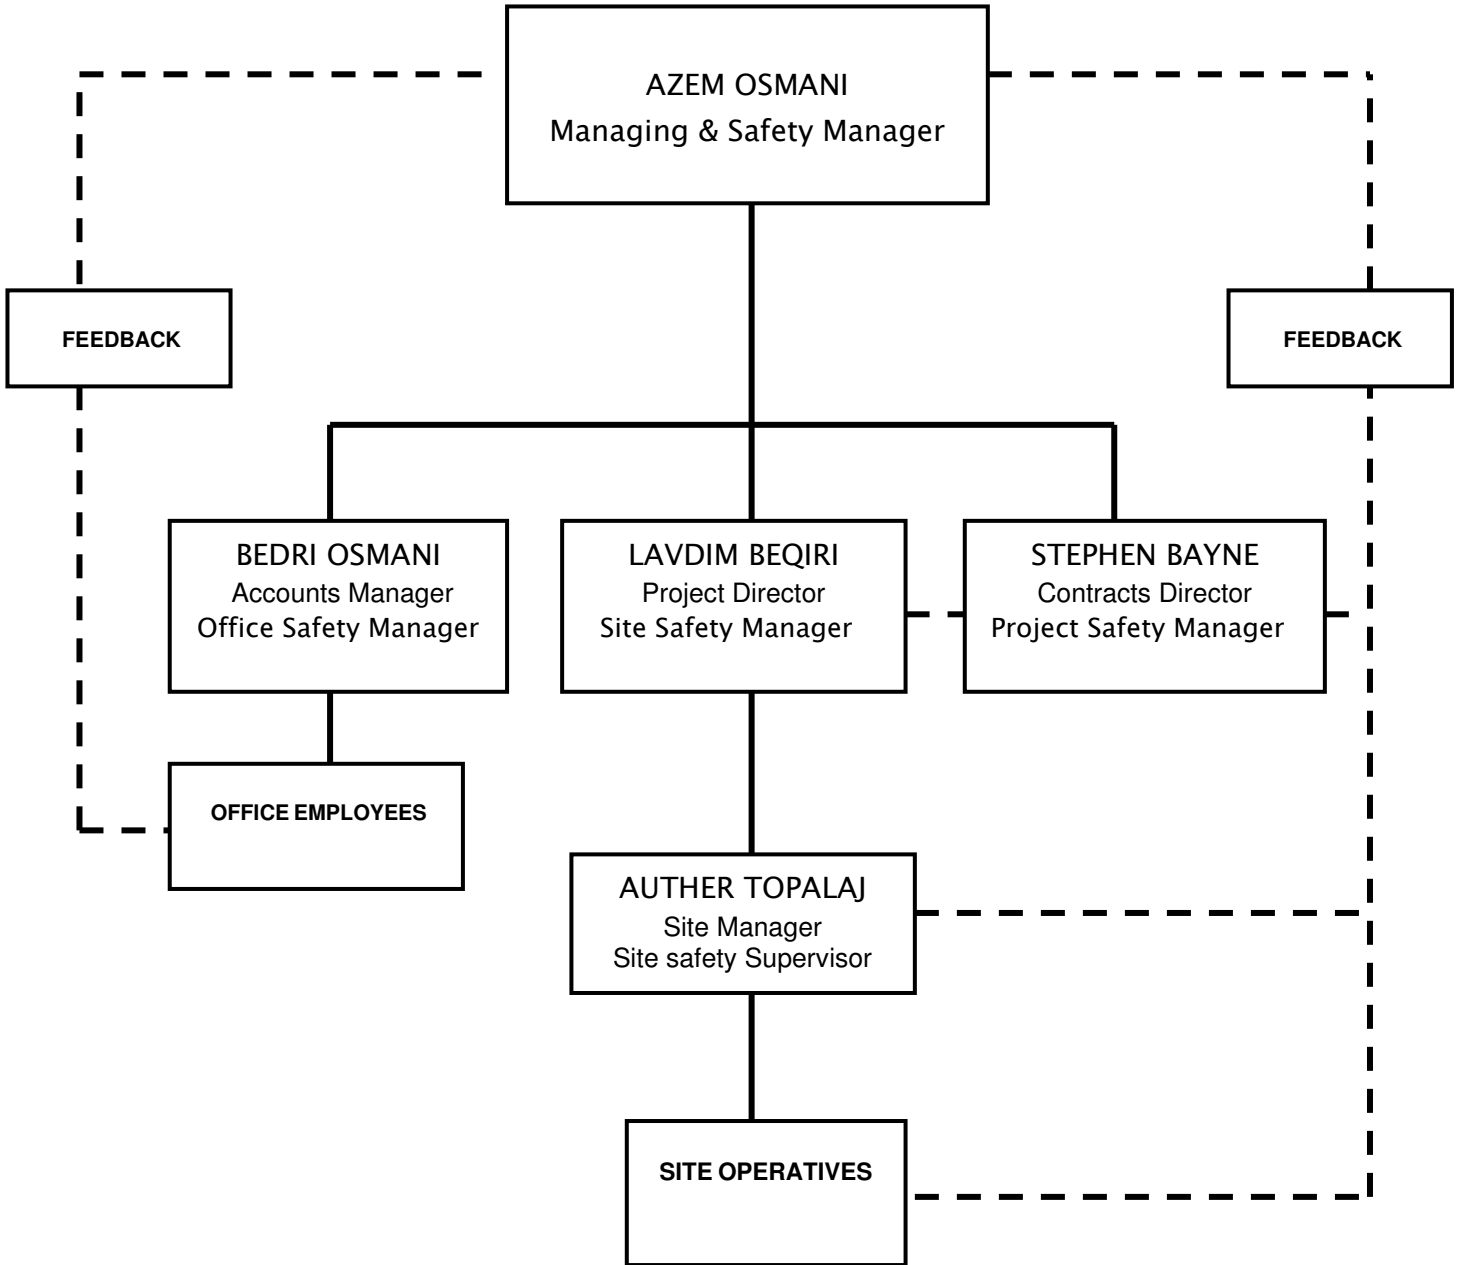 AZEM OSMANI
Managing & Safety Manager
FEEDBACK
FEEDBACK
BEDRI OSMANI
Accounts Manager
Office Safety Manager
LAVDIM BEQIRI
Project Director
Site Safety Manager
STEPHEN BAYNE
Contracts Director
Project Safety Manager
OFFICE EMPLOYEES
AUTHER TOPALAJ
Site Manager
Site safety Supervisor
SITE OPERATIVES